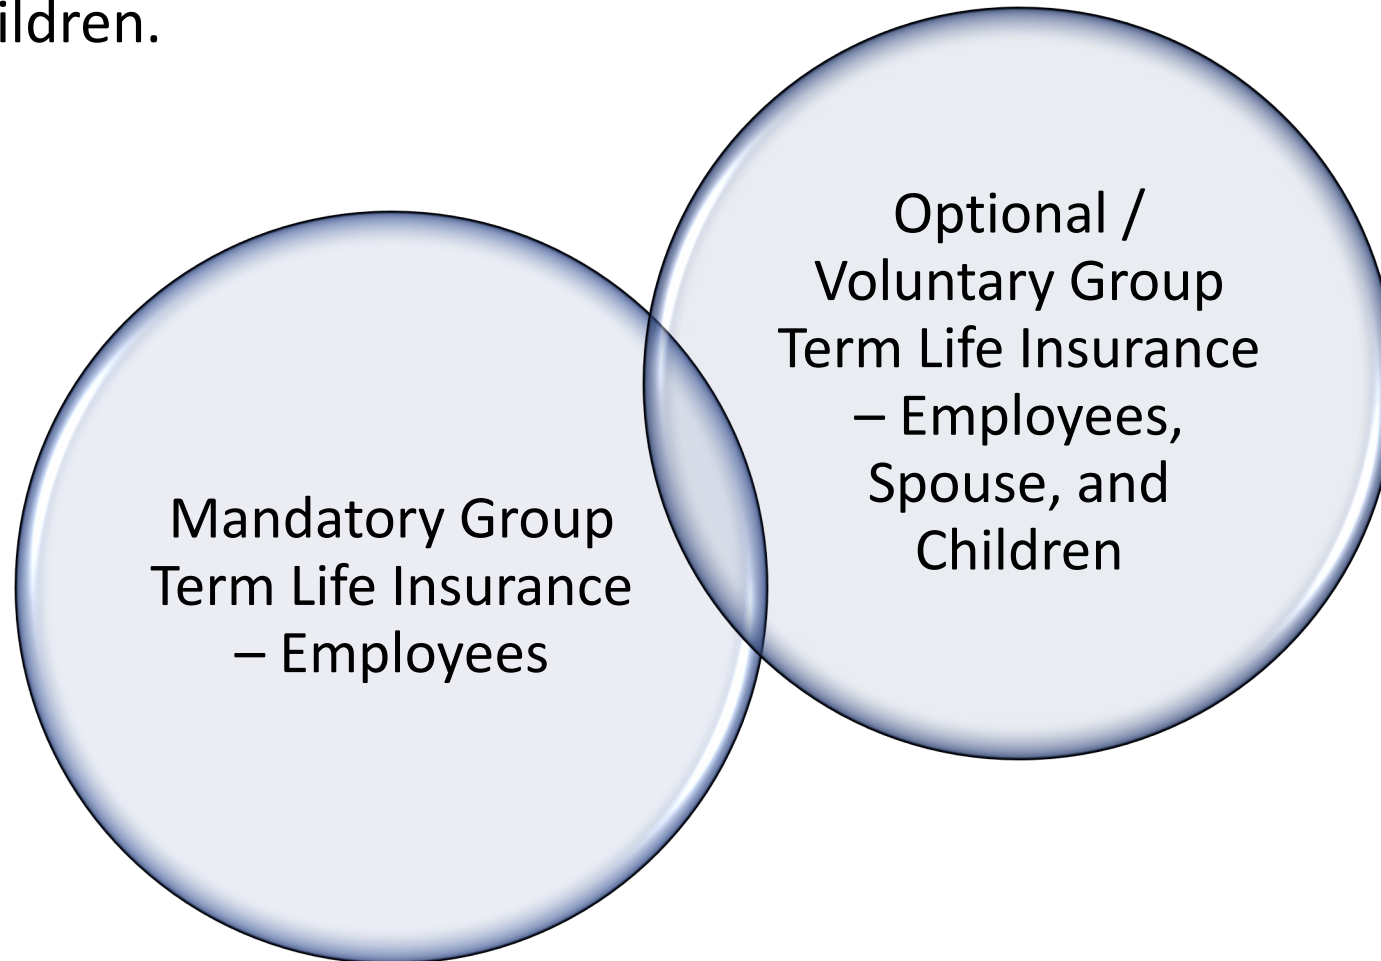 ildren.
Optional /
Voluntary Group
Term Life Insurance
– Employees,
Spouse, and
Children
Mandatory Group
Term Life Insurance
– Employees